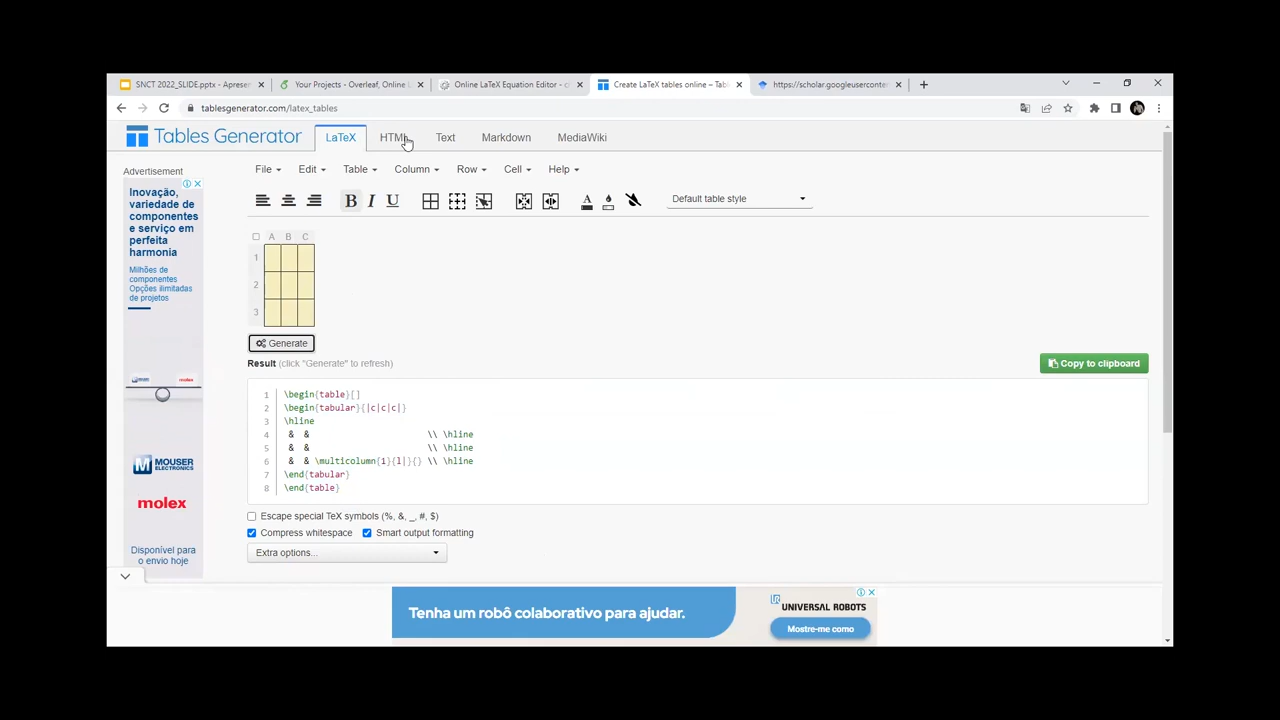 SNCT 2022_SLIDE.pptx - Apresen
Your Projects - Overleaf, Online L
Online LaTeX Equation Editor - c
Create LaTeX tables online – Tab
https://scholar.googleusercontent
tablesgenerator.com/latex_tables
Tables Generator
LaTeX
HTML
Text
Markdown
MediaWiki
Advertisement
File
Edit
Table
Column
Row
Cell
Help
B I U
A
Default table style
Inovação,
variedade de
componentes
e serviço em
perfeita
harmonia
Milhões de
componentes
Opções ilimitadas
de projetos
MOUSER
ELECTRONICS
molex
Disponível para
o envio hoje
A B C
1
2
3
Generate
Result (click "Generate" to refresh)
Copy to clipboard
1 \begin{table}[]
2 \begin{tabular}{|c|c|c|}
3 \hline
4 & & \\ \hline
5 & & \\ \hline
6 & & \multicolumn{1}{l|}{} \\ \hline
7 \end{tabular}
8 \end{table}
Escape special TeX symbols (%, &, _, #, $)
Compress whitespace
Smart output formatting
Extra options...
Tenha um robô colaborativo para ajudar.
UNIVERSAL ROBOTS
Mostre-me como